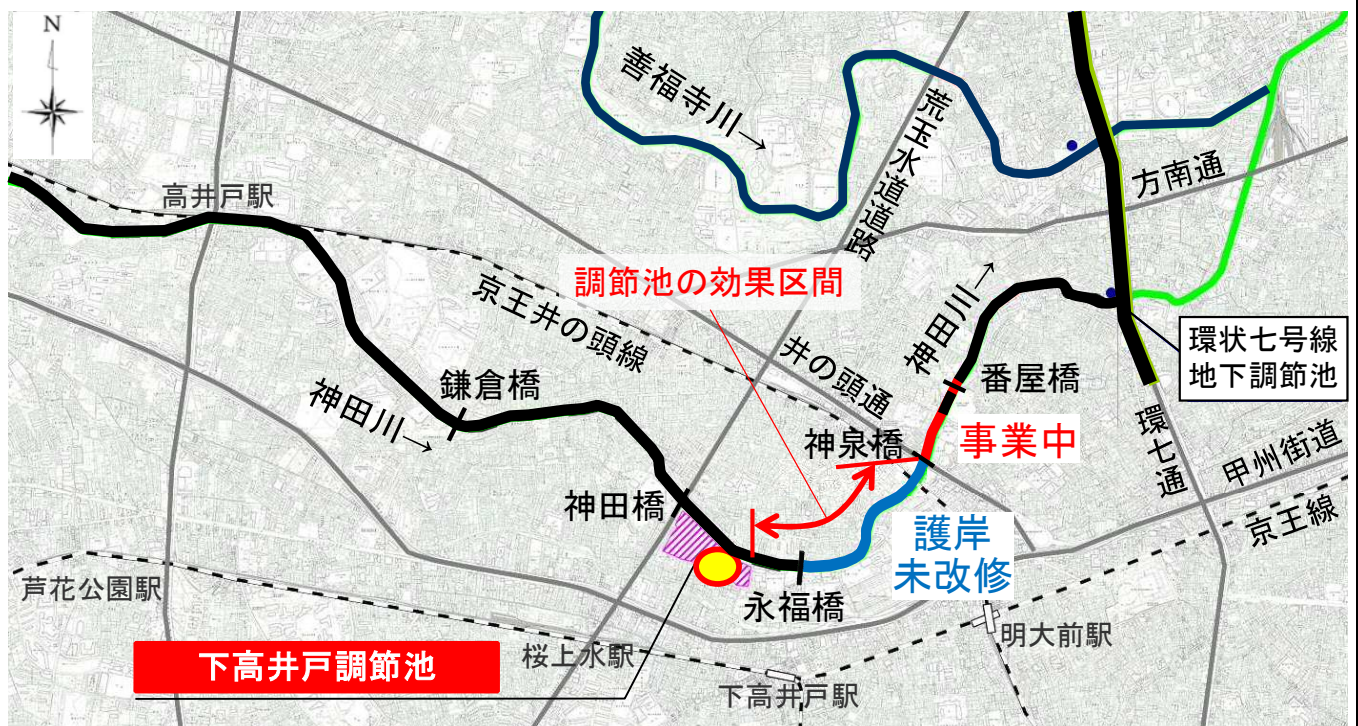 N
善福寺川→
荒玉水道道路
方南通
高井戸駅
調節池の効果区間
京王井の頭線
井の頭通
神田川→
環状七号線
地下調節池
鎌倉橋
番屋橋
神田川→
神泉橋
事業中
環七通
甲州街道
京王線
神田橋
護岸
未改修
芦花公園駅
永福橋
明大前駅
下高井戸調節池
桜上水駅
下高井戸駅